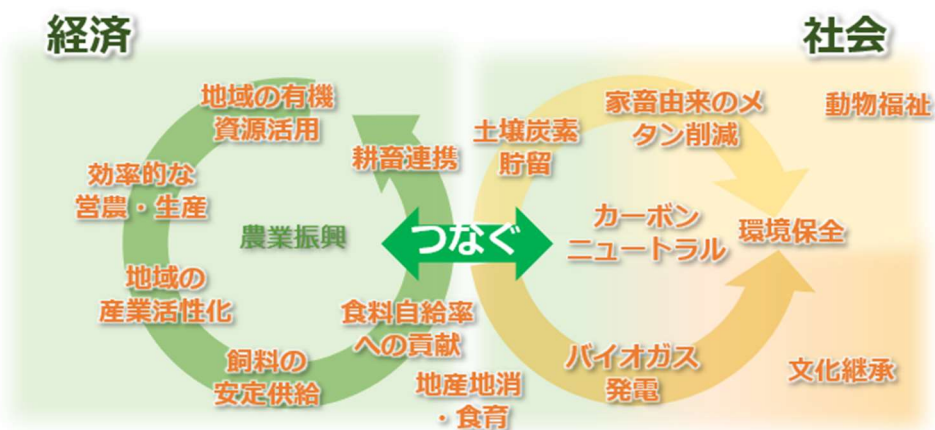 経済
社会
地域の有機
資源活用
耕畜連携
効率的な
営農・生産
農業振興
地域の
産業活性化
飼料の
安定供給
食料自給率
への貢献
地産地消
・食育
つなぐ
土壌炭素
貯留
家畜由来のメ
タン削減
動物福祉
カーボン
ニュートラル
環境保全
バイオガス
発電
文化継承